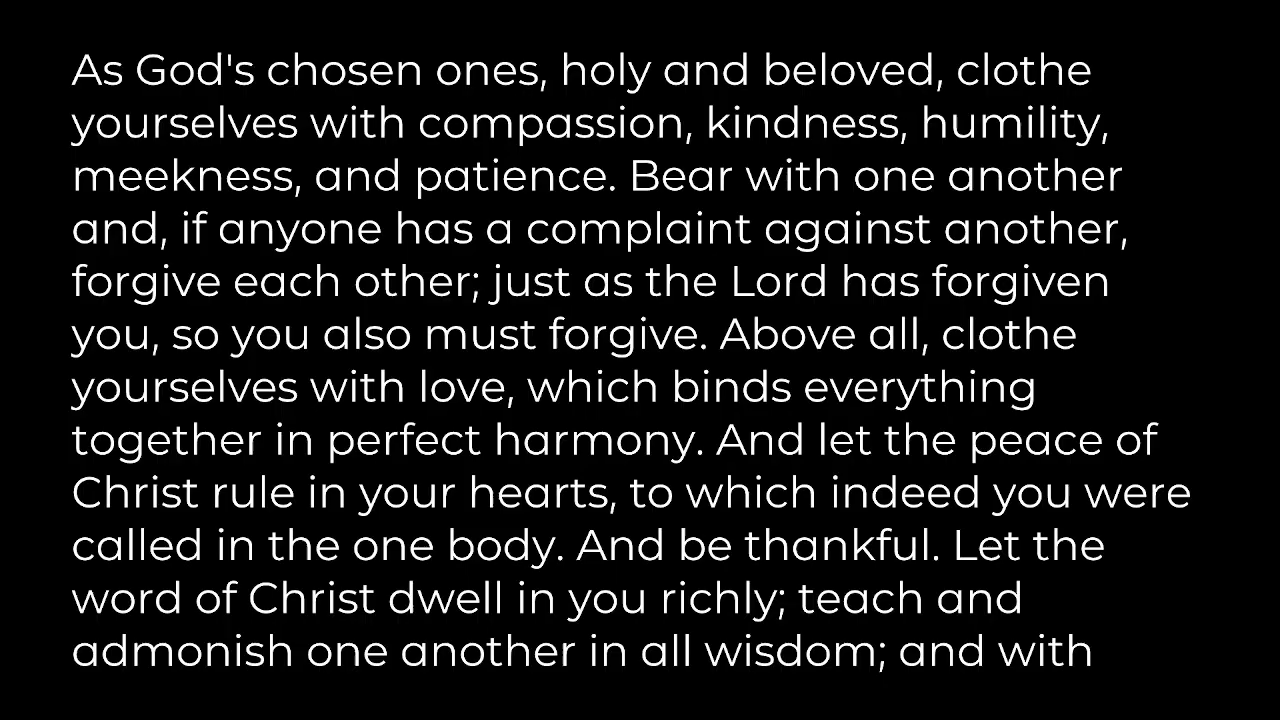 As God's chosen ones, holy and beloved, clothe
yourselves with compassion, kindness, humility,
meekness, and patience. Bear with one another
and, if anyone has a complaint against another,
forgive each other; just as the Lord has forgiven
you, so you also must forgive. Above all, clothe
yourselves with love, which binds everything
together in perfect harmony. And let the peace of
Christ rule in your hearts, to which indeed you were
called in the one body. And be thankful. Let the
word of Christ dwell in you richly; teach and
admonish one another in all wisdom; and with